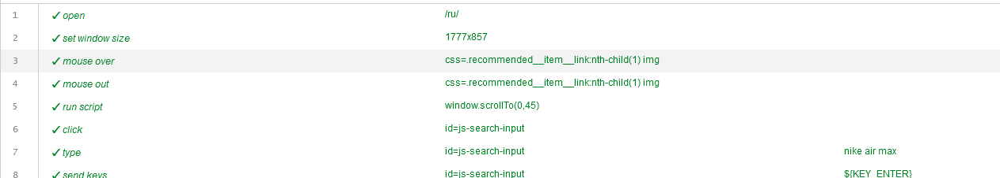 1 ✓ open /ru/
2 ✓ set window size 1777x857
3 ✓ mouse over css=.recommended__item__link:nth-child(1) img
4 ✓ mouse out css=.recommended__item__link:nth-child(1) img
5 ✓ run script window.scrollTo(0,45)
6 ✓ click id=js-search-input
7 ✓ type id=js-search-input nike air max
8 ✓ send keys id=js-search-input ${KEY_ENTER}